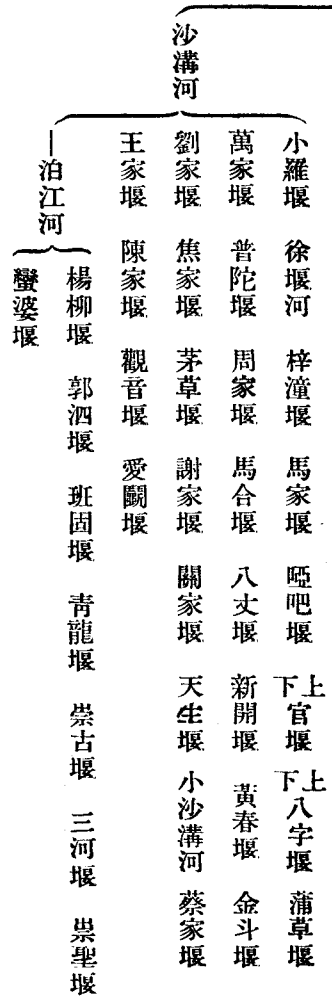 沙溝河
小羅堰 徐堰河 梓潼堰 馬家堰 啞吧堰 上下官堰 上下八字堰 蒲草堰
萬家堰 普陀堰 周家堰 馬合堰 八丈堰 新開堰 黃春堰 金斗堰
劉家堰 焦家堰 茅草堰 謝家堰 關家堰 天生堰 小沙溝河 蔡家堰
王家堰 陳家堰 觀音堰 愛鬭堰
泊江河
楊柳堰 郭泗堰 班固堰 青龍堰 崇古堰 三河堰 崇聖堰
蠻婆堰